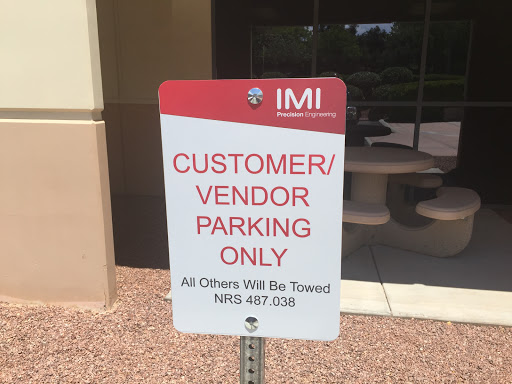 IMI
Precision Engineering
CUSTOMER/
VENDOR
PARKING
ONLY
All Others Will Be Towed
NRS 487.038